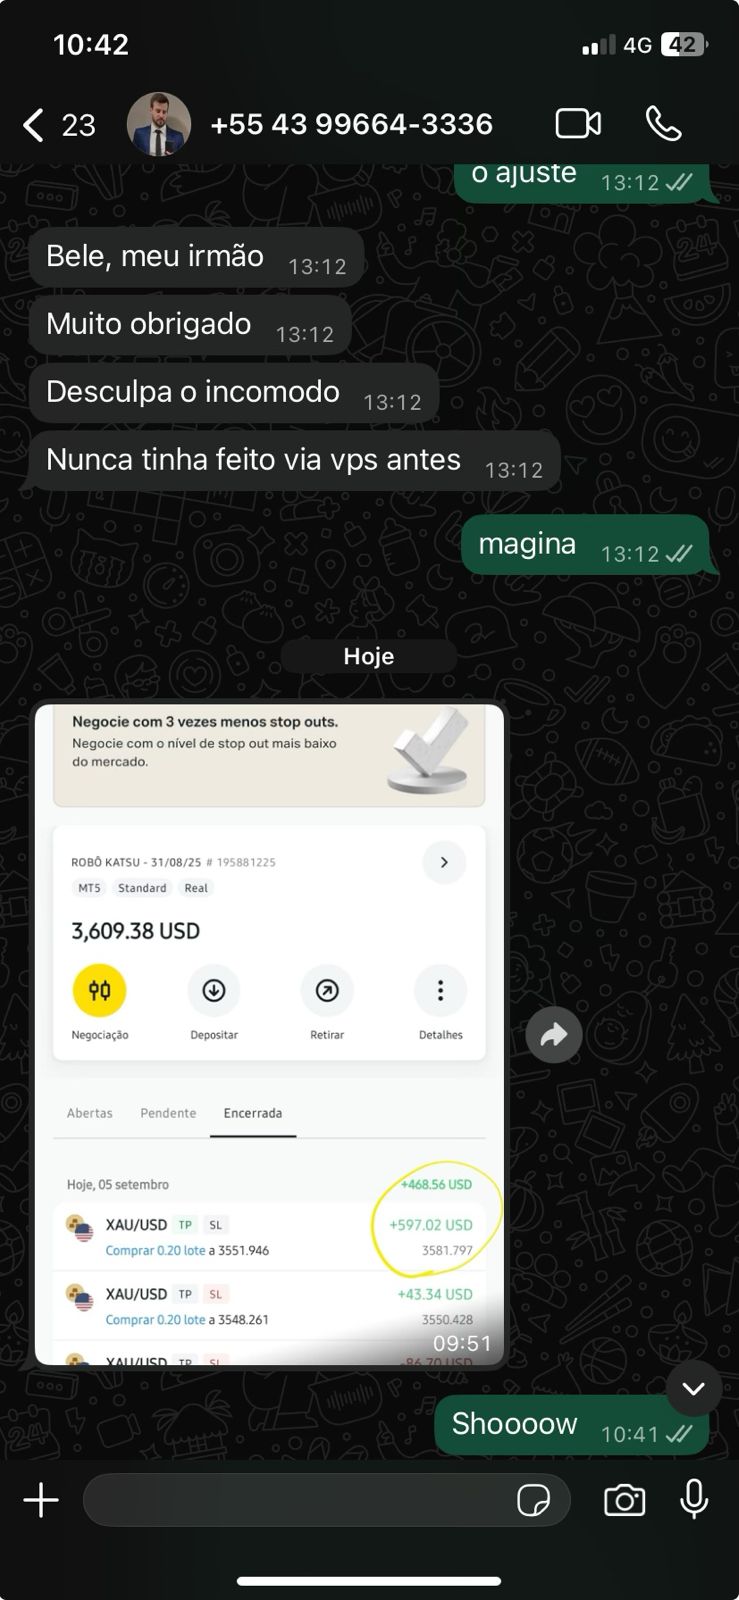 10:42
4G 42
23 +55 43 99664-3336
o ajuste 13:12
Bele, meu irmão 13:12
Muito obrigado 13:12
Desculpa o incomodo 13:12
Nunca tinha feito via vps antes 13:12
magina 13:12
Hoje
Negocie com 3 vezes menos stop outs.
Negocie com o nível de stop out mais baixo
do mercado.
ROBÔ KATSU - 31/08/25 # 195881225
MT5 Standard Real
3,609.38 USD
Negociação Depositar Retirar Detalhes
Abertas Pendente Encerrada
Hoje, 05 setembro +468.56 USD
XAU/USD TP SL +597.02 USD
Comprar 0.20 lote a 3551.946 3581.797
XAU/USD TP SL +43.34 USD
Comprar 0.20 lote a 3548.261 3550.428
09:51
XAU/USD TP SL -86.70 USD
Shoooow 10:41